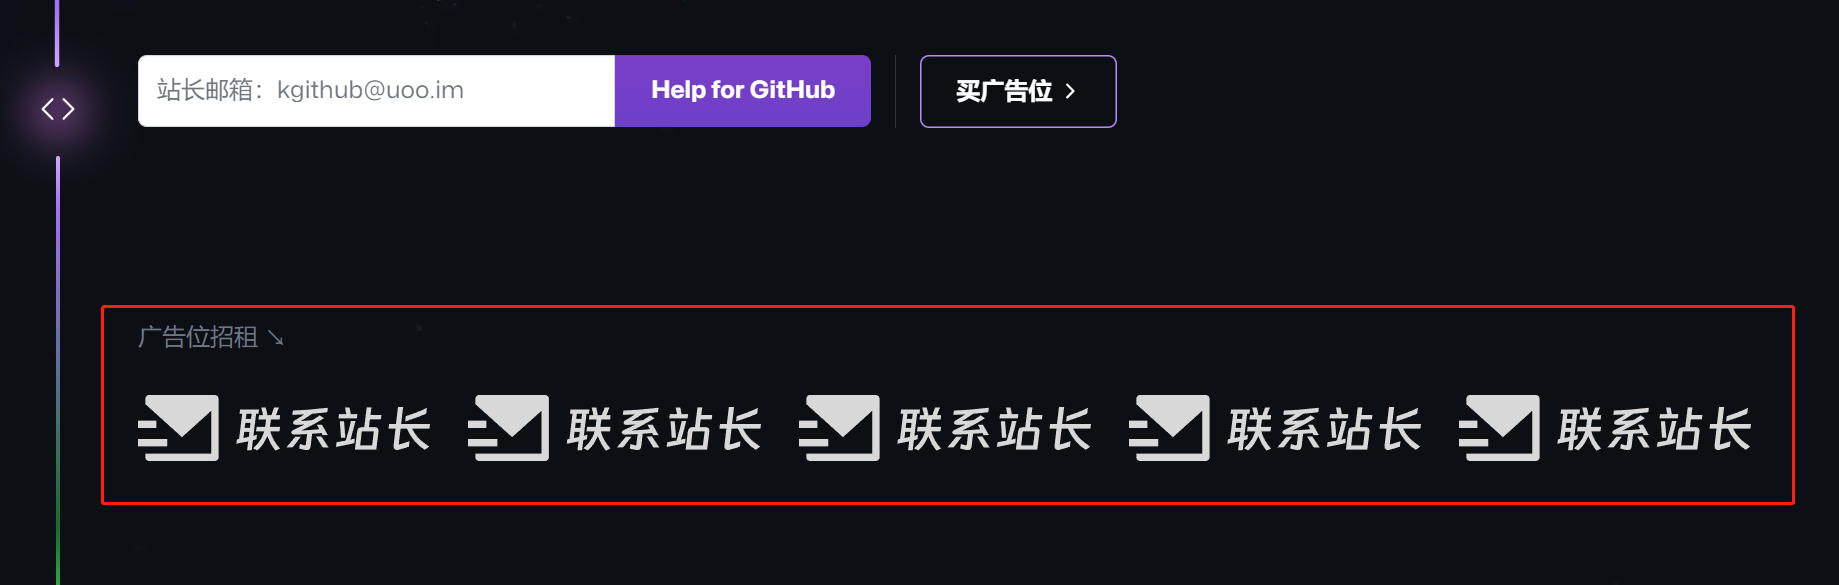 站长邮箱：kgithub@uoo.im Help for GitHub 买广告位 >
广告位招租 ↘
联系站长 联系站长 联系站长 联系站长 联系站长